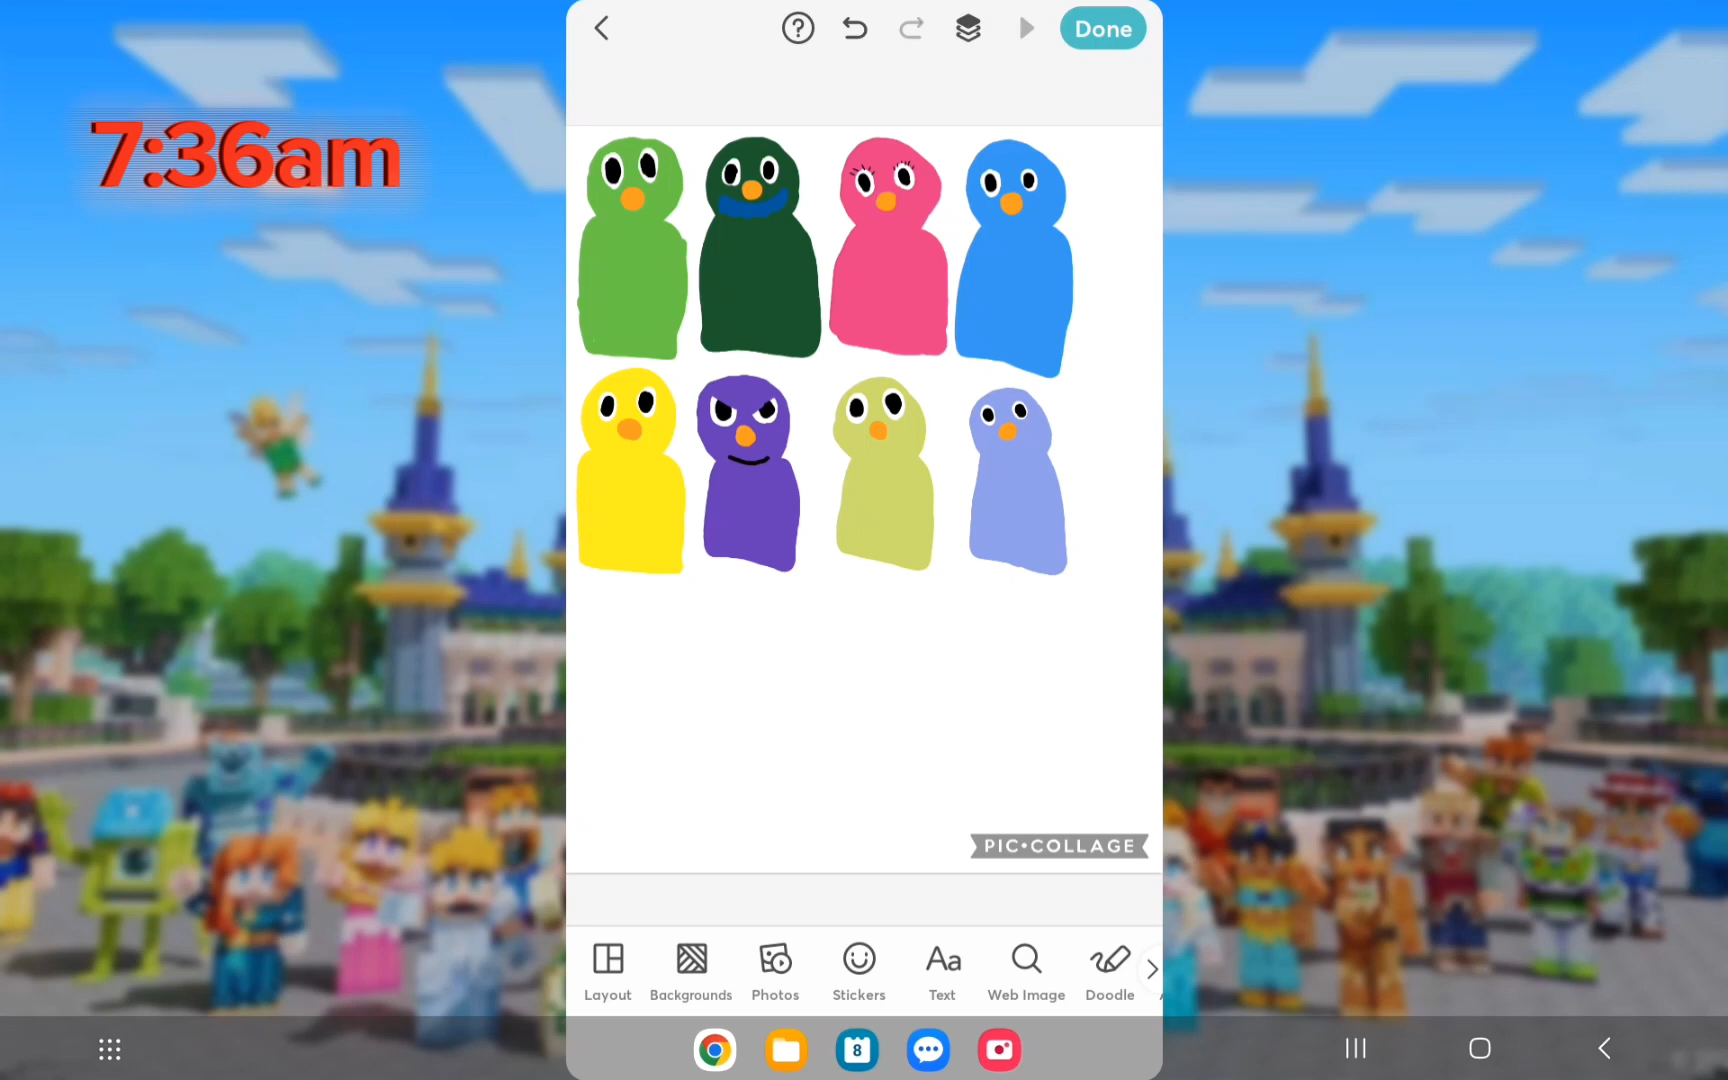 7:36am
Done
PIC•COLLAGE
Layout
Backgrounds
Photos
Stickers
Aa
Text
Web Image
Doodle
8